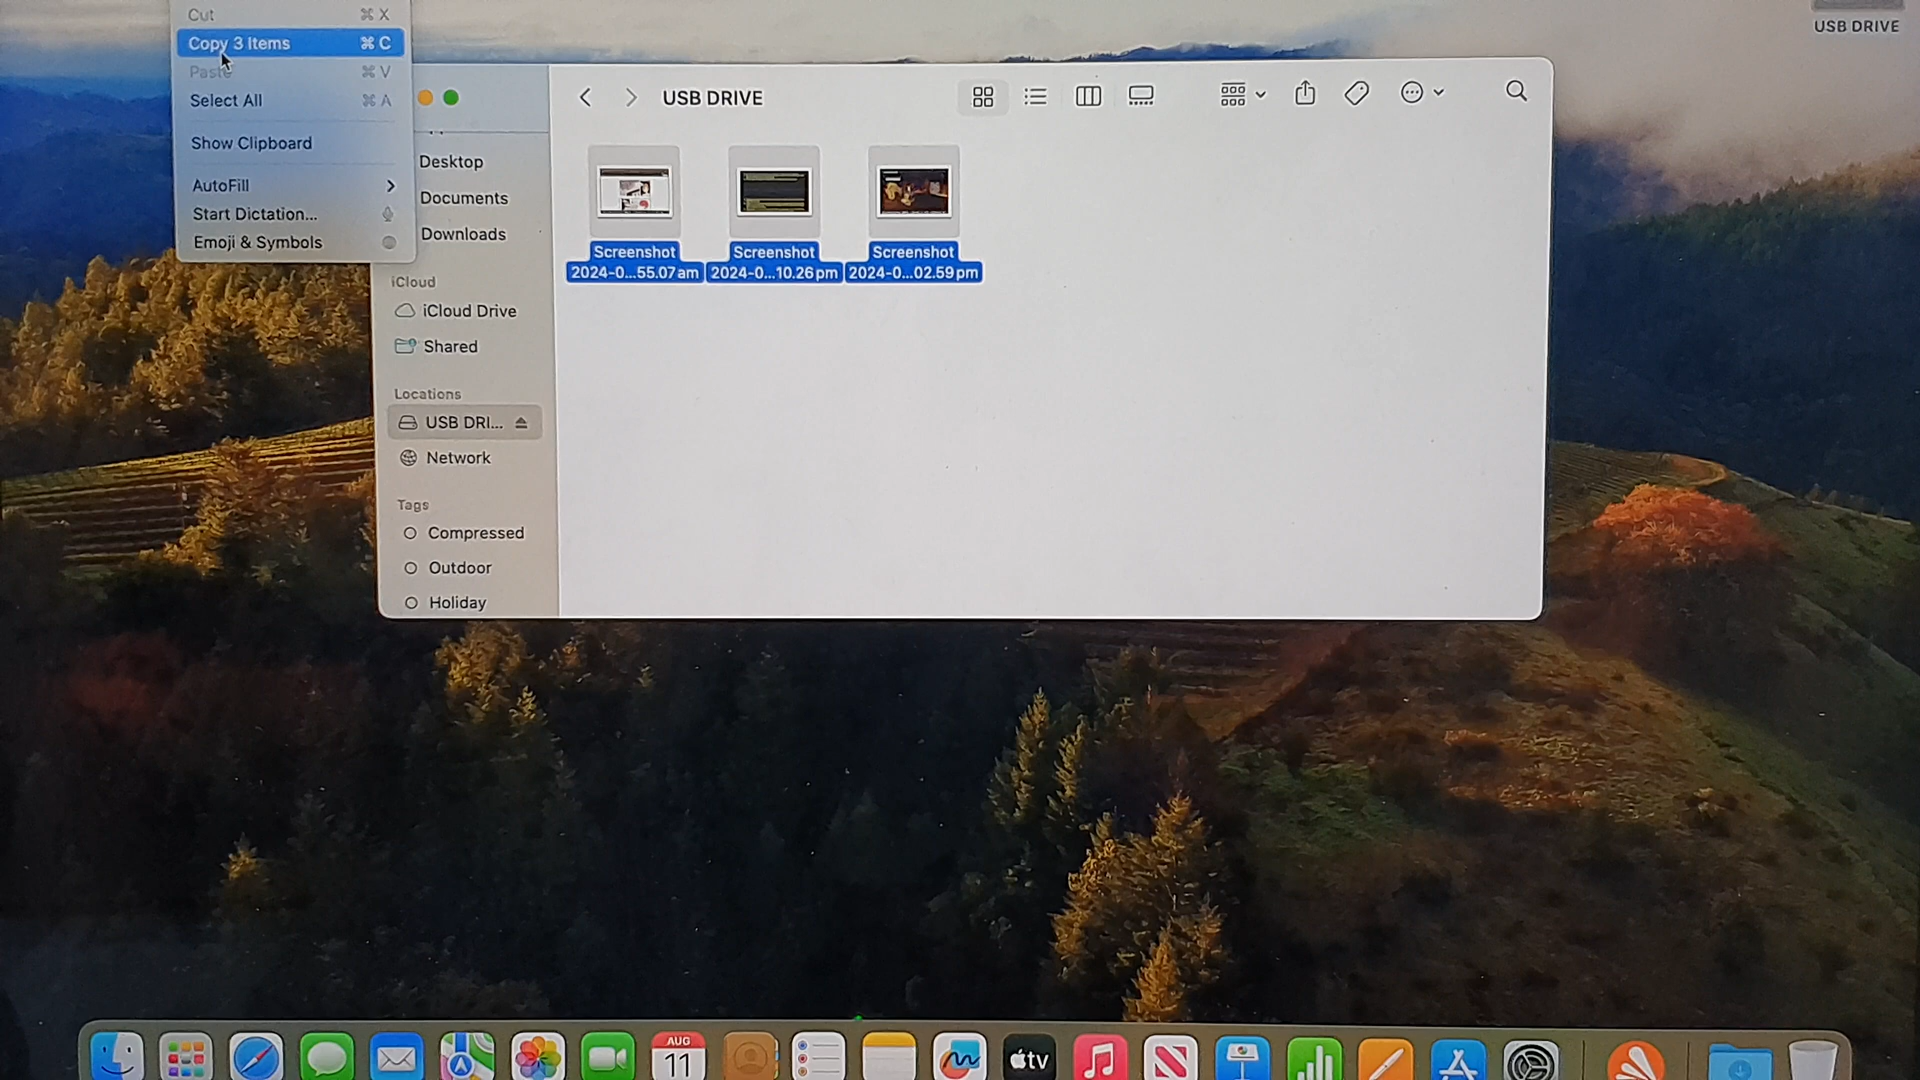 Cut ⌘ X
Copy 3 Items ⌘ C
Paste ⌘ V
Select All ⌘ A
Show Clipboard
AutoFill
Start Dictation...
Emoji & Symbols
USB DRIVE
USB DRIVE
Desktop
Documents
Downloads
iCloud
iCloud Drive
Shared
Locations
USB DRI...
Network
Tags
Compressed
Outdoor
Holiday
Screenshot
2024-0...55.07 am
Screenshot
2024-0...10.26 pm
Screenshot
2024-0...02.59 pm
AUG
11
tv